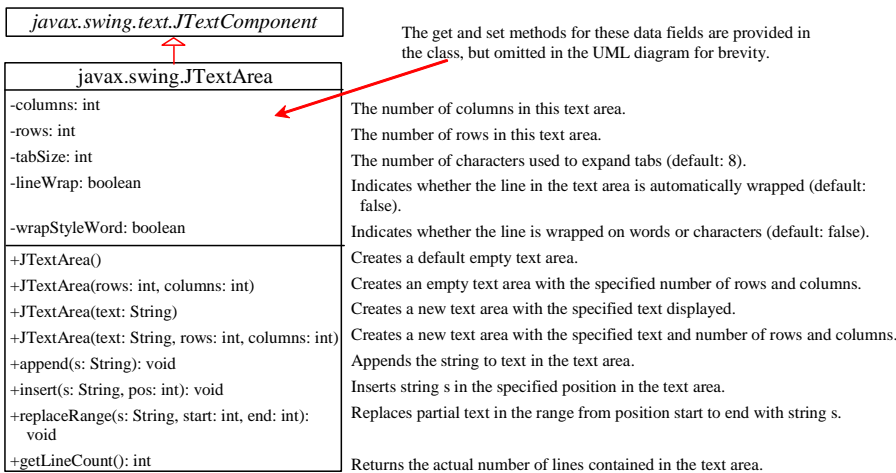 javax.swing.text.JTextComponent
The get and set methods for these data fields are provided in
the class, but omitted in the UML diagram for brevity.
javax.swing.JTextArea
-columns: int
The number of columns in this text area.
-rows: int
The number of rows in this text area.
-tabSize: int
The number of characters used to expand tabs (default: 8).
-lineWrap: boolean
Indicates whether the line in the text area is automatically wrapped (default:
false).
-wrapStyleWord: boolean
Indicates whether the line is wrapped on words or characters (default: false).
+JTextArea()
Creates a default empty text area.
+JTextArea(rows: int, columns: int)
Creates an empty text area with the specified number of rows and columns.
+JTextArea(text: String)
Creates a new text area with the specified text displayed.
+JTextArea(text: String, rows: int, columns: int)
Creates a new text area with the specified text and number of rows and columns.
+append(s: String): void
Appends the string to text in the text area.
+insert(s: String, pos: int): void
Inserts string s in the specified position in the text area.
+replaceRange(s: String, start: int, end: int):
void
Replaces partial text in the range from position start to end with string s.
+getLineCount(): int
Returns the actual number of lines contained in the text area.